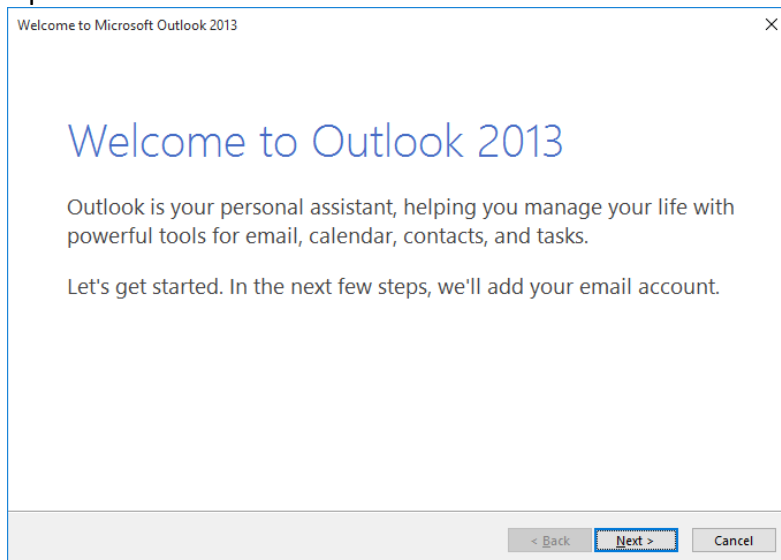 Welcome to Microsoft Outlook 2013
Welcome to Outlook 2013
Outlook is your personal assistant, helping you manage your life with
powerful tools for email, calendar, contacts, and tasks.
Let's get started. In the next few steps, we'll add your email account.
< Back Next > Cancel